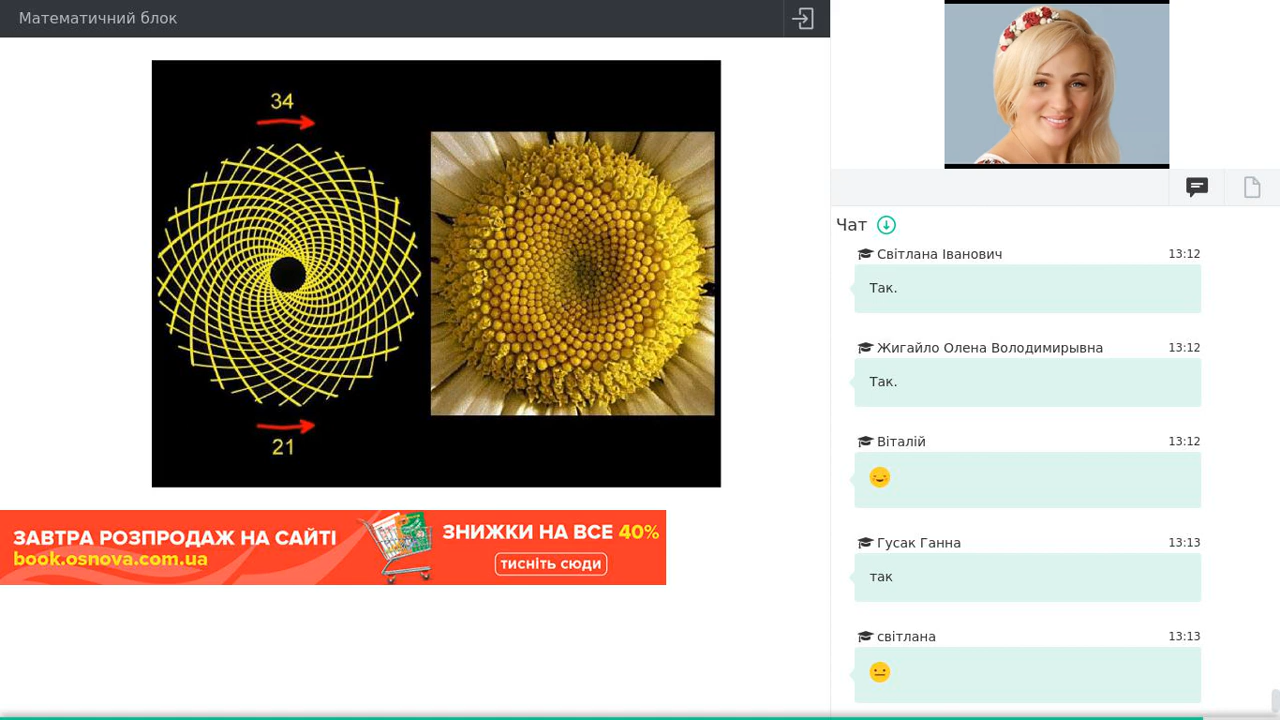 Математичний блок
34
21
ЗАВТРА РОЗПРОДАЖ НА САЙТІ
book.osnova.com.ua
ЗНИЖКИ НА ВСЕ 40%
тисніть сюди
Чат
Світлана Іванович 13:12
Так.
Жигайло Олена Володимирывна 13:12
Так.
Віталій 13:12
Гусак Ганна 13:13
так
світлана 13:13